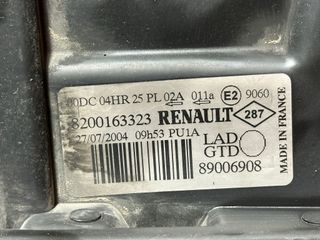 00DC 04HR 25 PL 02A 011a E2 9060
8200163323 RENAULT 287
27/07/2004 09h53 PU1A LAD
GTD
89006908
MADE IN FRANCE